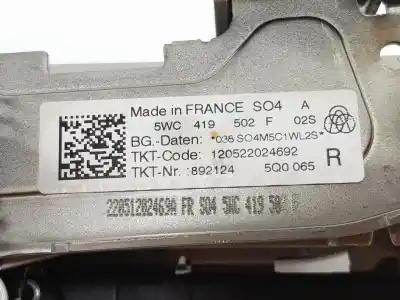 Made in FRANCE SO4 A
5WC 419 502 F 02S
BG.-Daten: *036 SO4M5C1WL2S*
TKT-Code: 120522024692 R
TKT-Nr.: 892124 5Q0 065
FR SO4 5WC 419 50